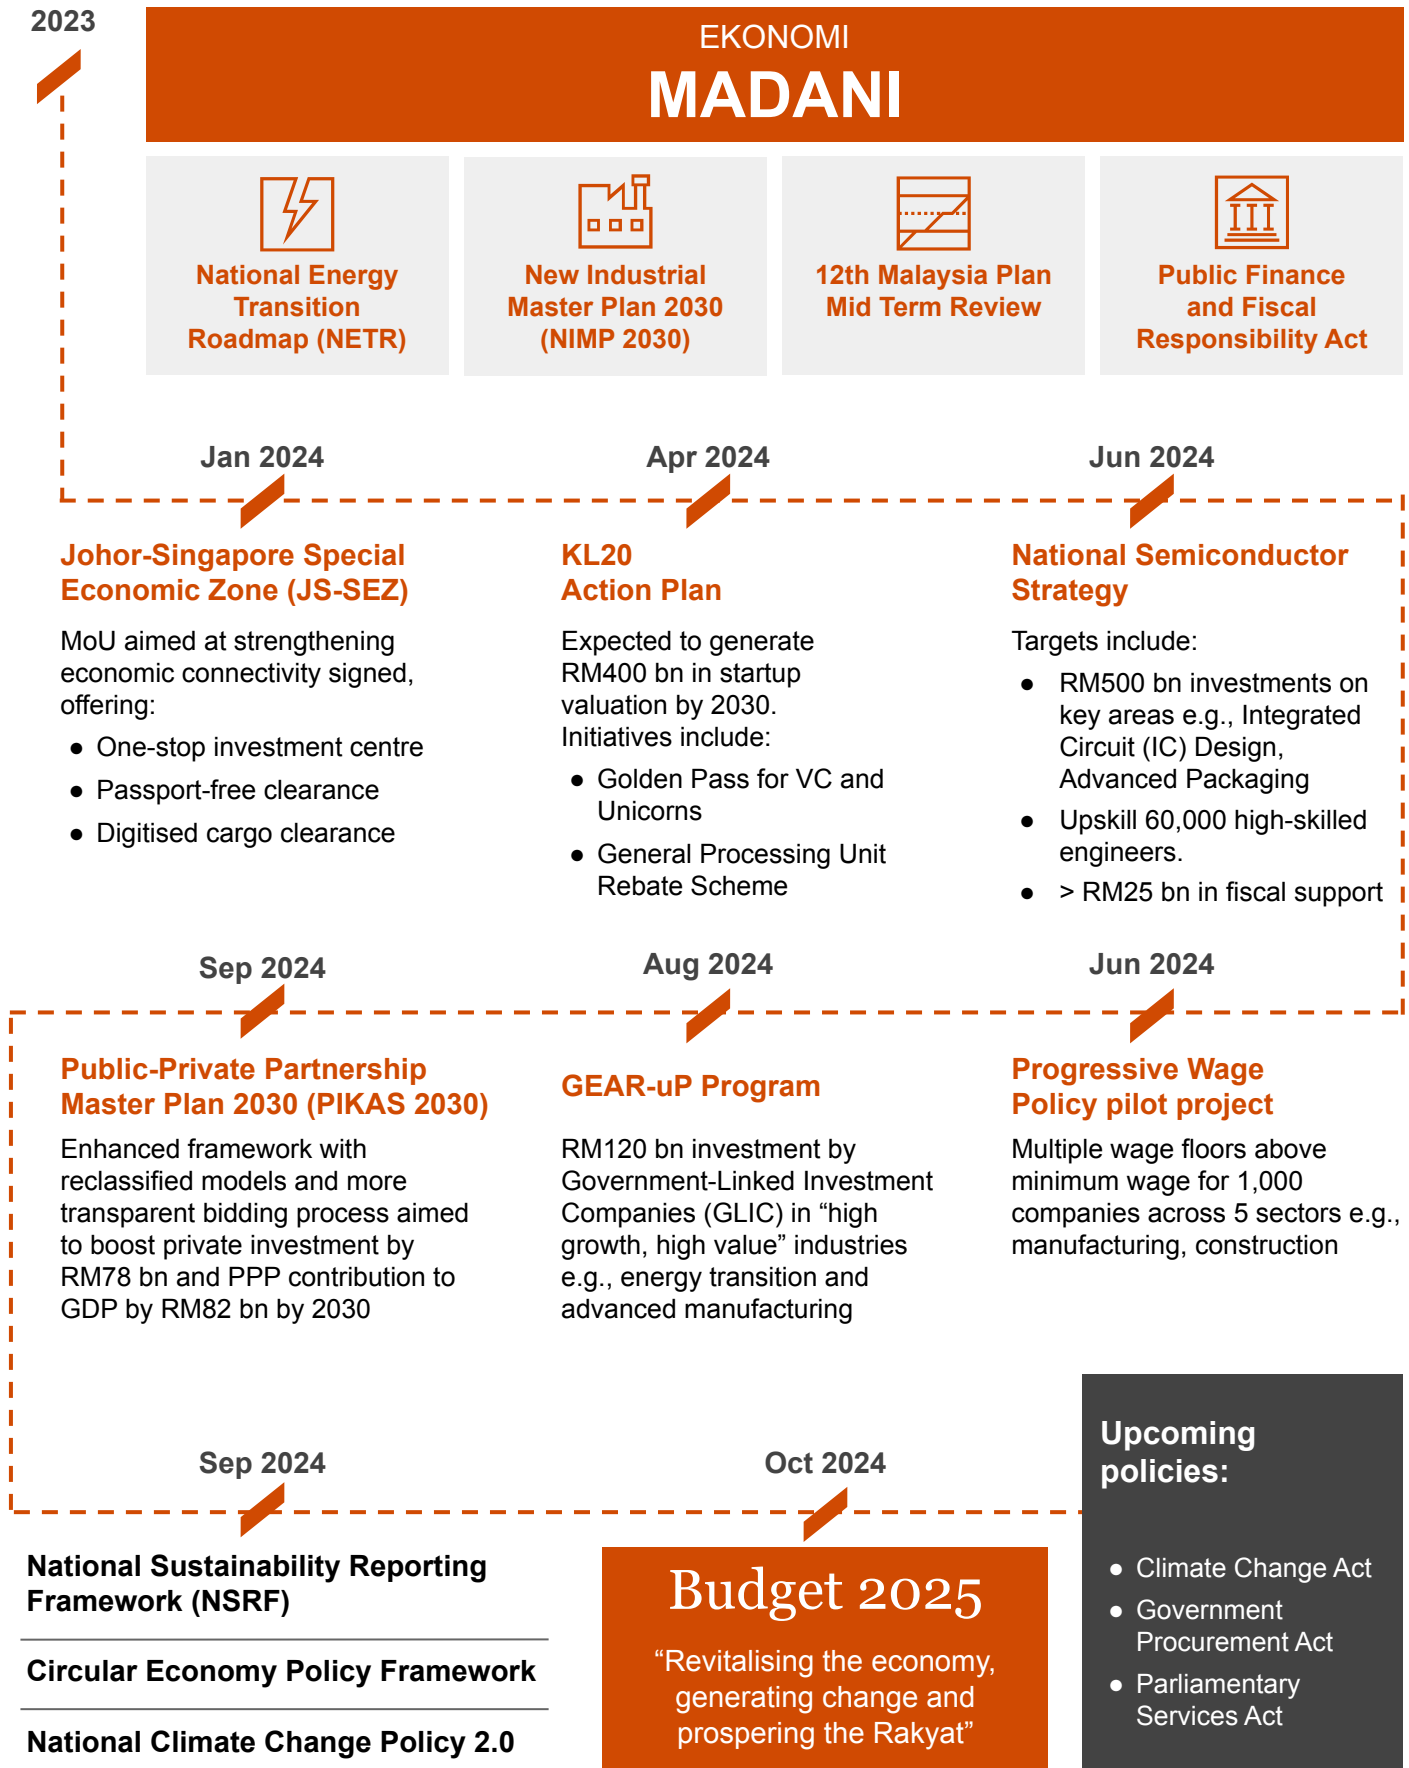 2023
EKONOMI
MADANI
National Energy
Transition
Roadmap (NETR)
New Industrial
Master Plan 2030
(NIMP 2030)
12th Malaysia Plan
Mid Term Review
Public Finance
and Fiscal
Responsibility Act
Jan 2024
Johor-Singapore Special
Economic Zone (JS-SEZ)
MoU aimed at strengthening
economic connectivity signed,
offering:
● One-stop investment centre
● Passport-free clearance
● Digitised cargo clearance
Apr 2024
KL20
Action Plan
Expected to generate
RM400 bn in startup
valuation by 2030.
Initiatives include:
● Golden Pass for VC and
Unicorns
● General Processing Unit
Rebate Scheme
Jun 2024
National Semiconductor
Strategy
Targets include:
● RM500 bn investments on
key areas e.g., Integrated
Circuit (IC) Design,
Advanced Packaging
● Upskill 60,000 high-skilled
engineers.
● > RM25 bn in fiscal support
Jun 2024
Progressive Wage
Policy pilot project
Multiple wage floors above
minimum wage for 1,000
companies across 5 sectors e.g.,
manufacturing, construction
Aug 2024
GEAR-uP Program
RM120 bn investment by
Government-Linked Investment
Companies (GLIC) in “high
growth, high value” industries
e.g., energy transition and
advanced manufacturing
Sep 2024
Public-Private Partnership
Master Plan 2030 (PIKAS 2030)
Enhanced framework with
reclassified models and more
transparent bidding process aimed
to boost private investment by
RM78 bn and PPP contribution to
GDP by RM82 bn by 2030
Sep 2024
National Sustainability Reporting
Framework (NSRF)
Circular Economy Policy Framework
National Climate Change Policy 2.0
Oct 2024
Budget 2025
“Revitalising the economy,
generating change and
prospering the Rakyat”
Upcoming
policies:
● Climate Change Act
● Government
Procurement Act
● Parliamentary
Services Act